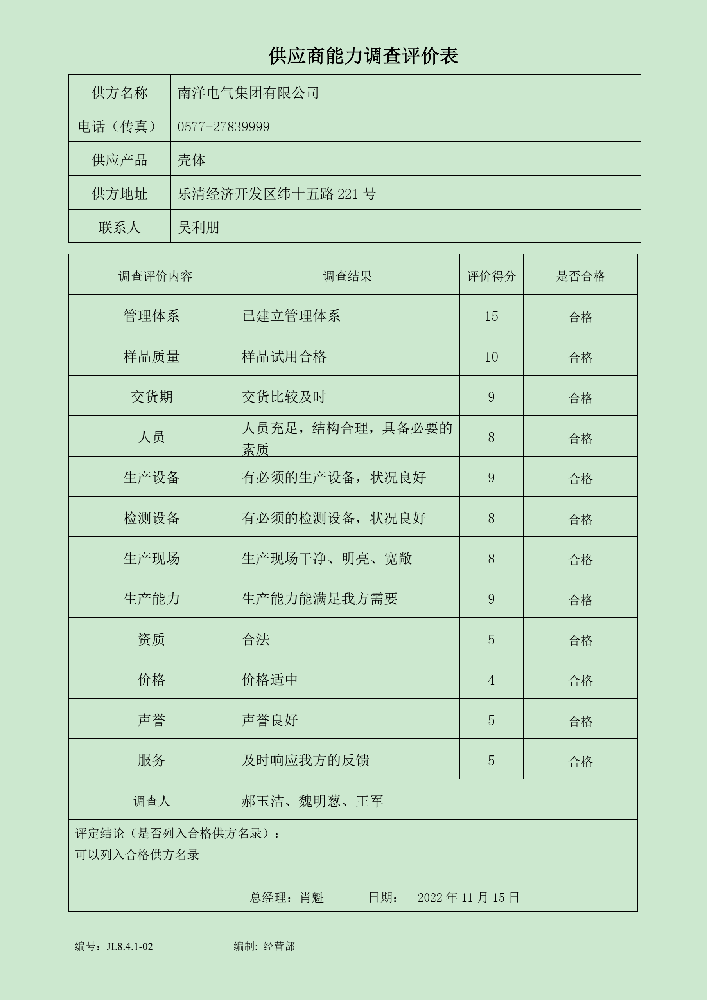 供应商能力调查评价表
供方名称 南洋电气集团有限公司
电话（传真） 0577-27839999
供应产品 壳体
供方地址 乐清经济开发区纬十五路 221 号
联系人 吴利朋
调查评价内容 调查结果 评价得分 是否合格
管理体系 已建立管理体系 15 合格
样品质量 样品试用合格 10 合格
交货期 交货比较及时 9 合格
人员 人员充足，结构合理，具备必要的 8 合格
素质
生产设备 有必须的生产设备，状况良好 9 合格
检测设备 有必须的检测设备，状况良好 8 合格
生产现场 生产现场干净、明亮、宽敞 8 合格
生产能力 生产能力能满足我方需要 9 合格
资质 合法 5 合格
价格 价格适中 4 合格
声誉 声誉良好 5 合格
服务 及时响应我方的反馈 5 合格
调查人 郝玉洁、魏明葱、王军
评定结论（是否列入合格供方名录）：
可以列入合格供方名录
总经理：肖魁 日期： 2022 年 11 月 15 日
编号：JL8.4.1-02 编制: 经营部